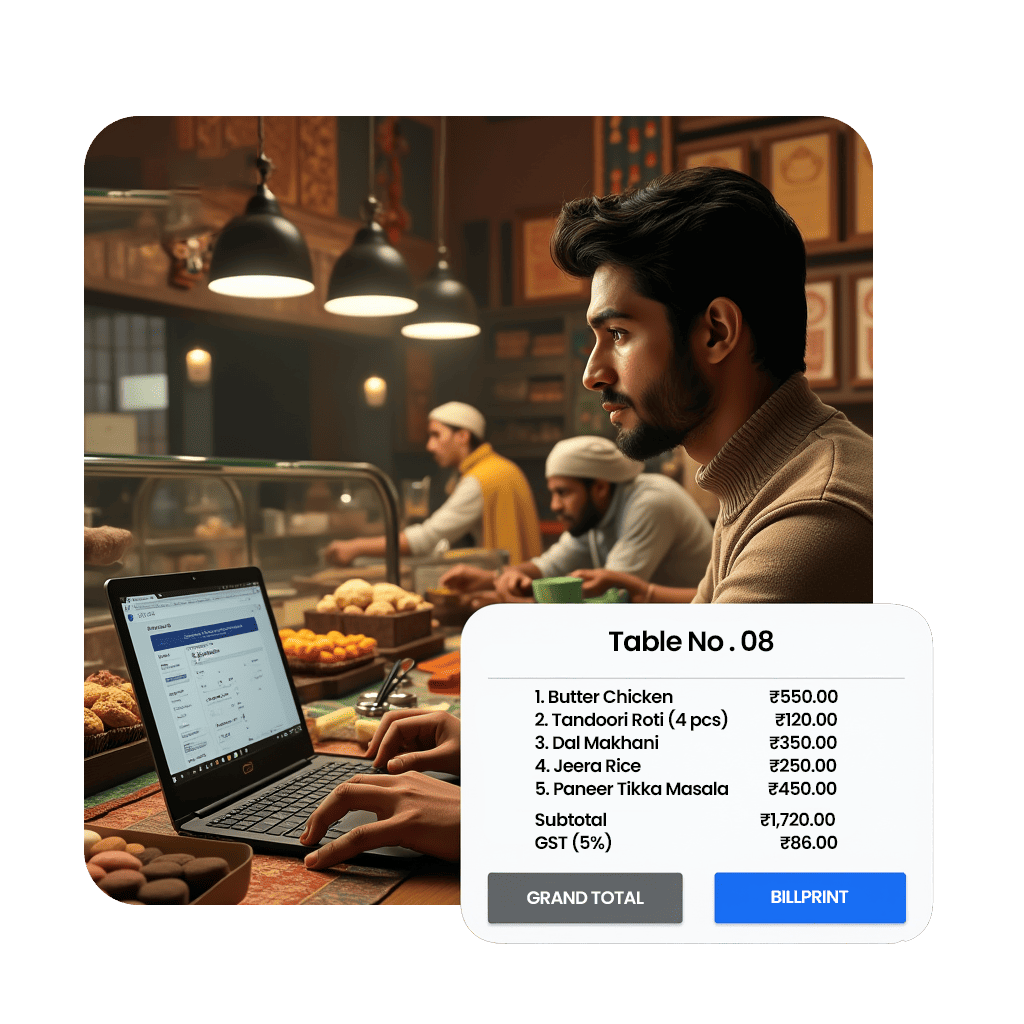 Table No . 08
1. Butter Chicken ₹550.00
2. Tandoori Roti (4 pcs) ₹120.00
3. Dal Makhani ₹350.00
4. Jeera Rice ₹250.00
5. Paneer Tikka Masala ₹450.00
Subtotal ₹1,720.00
GST (5%) ₹86.00
GRAND TOTAL BILLPRINT